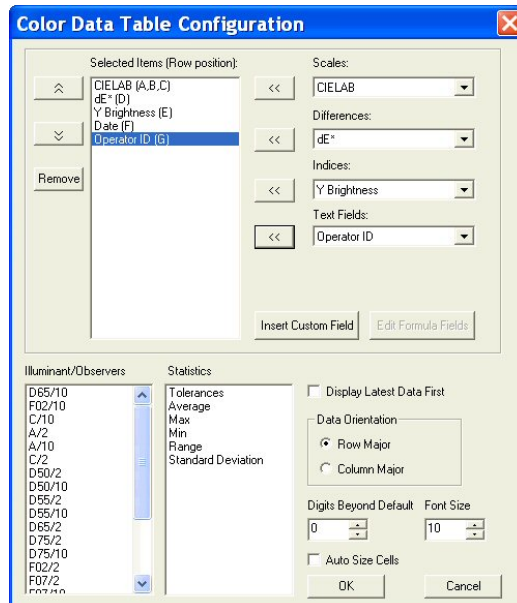 Color Data Table Configuration
Selected Items (Row position):
CIELAB (A,B,C)
dE* (D)
Y Brightness (E)
Date (F)
Operator ID (G)
Remove
Scales:
<<
CIELAB
Differences:
<<
dE*
Indices:
<<
Y Brightness
Text Fields:
<<
Operator ID
Insert Custom Field
Edit Formula Fields
Illuminant/Observers
D65/10
F02/10
C/10
A/2
A/10
C/2
D50/2
D50/10
D55/2
D55/10
D65/2
D75/2
D75/10
F02/2
F07/2
F07/10
Statistics
Tolerances
Average
Max
Min
Range
Standard Deviation
Display Latest Data First
Data Orientation
Row Major
Column Major
Digits Beyond Default
Font Size
0
10
Auto Size Cells
OK
Cancel